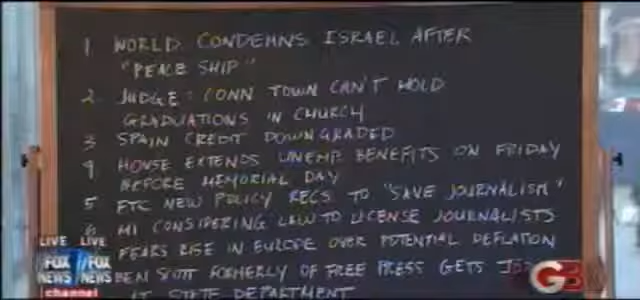 1 WORLD CONDEMNS ISRAEL AFTER
"PEACE SHIP"
2 JUDGE: CONN TOWN CAN'T HOLD
GRADUATIONS IN CHURCH
3 SPAIN CREDIT DOWNGRADED
4 HOUSE EXTENDS UNEMP. BENEFITS ON FRIDAY
BEFORE MEMORIAL DAY
5 FTC NEW POLICY RECS TO "SAVE JOURNALISM"
6 MI CONSIDERING LAW TO LICENSE JOURNALISTS
FEARS RISE IN EUROPE OVER POTENTIAL DEFLATION
BEN SCOTT FORMERLY OF FREE PRESS GETS
AT STATE DEPARTMENT
LIVE LIVE
FOX NEWS FOX NEWS
channel
GB